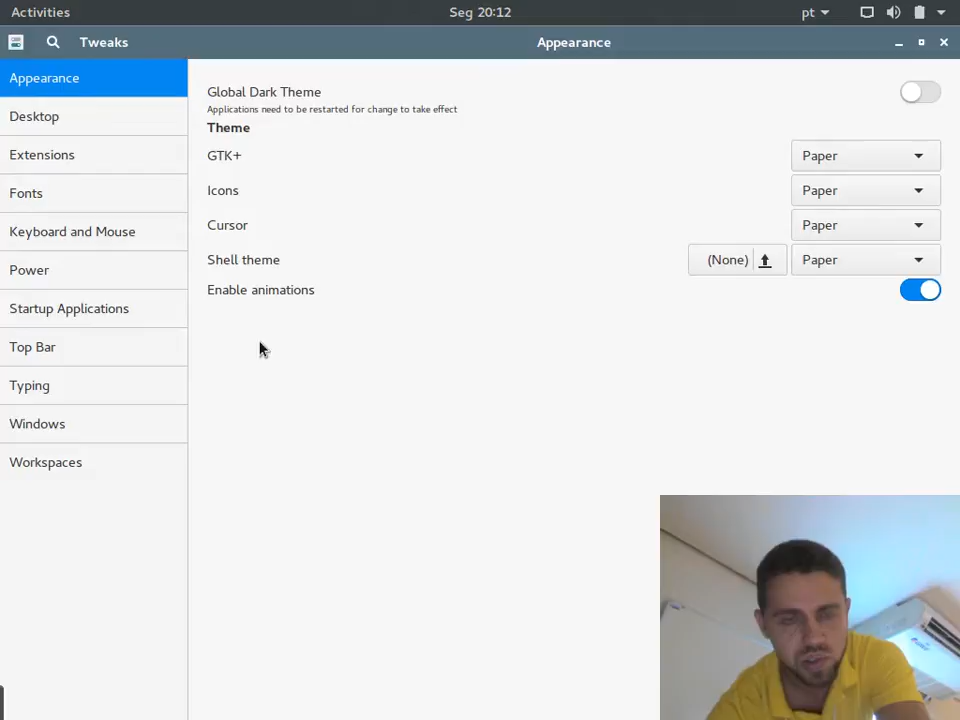 Activities Seg 20:12 pt
Tweaks Appearance
Appearance
Desktop
Extensions
Fonts
Keyboard and Mouse
Power
Startup Applications
Top Bar
Typing
Windows
Workspaces
Global Dark Theme
Applications need to be restarted for change to take effect
Theme
GTK+ Paper
Icons Paper
Cursor Paper
Shell theme (None) Paper
Enable animations